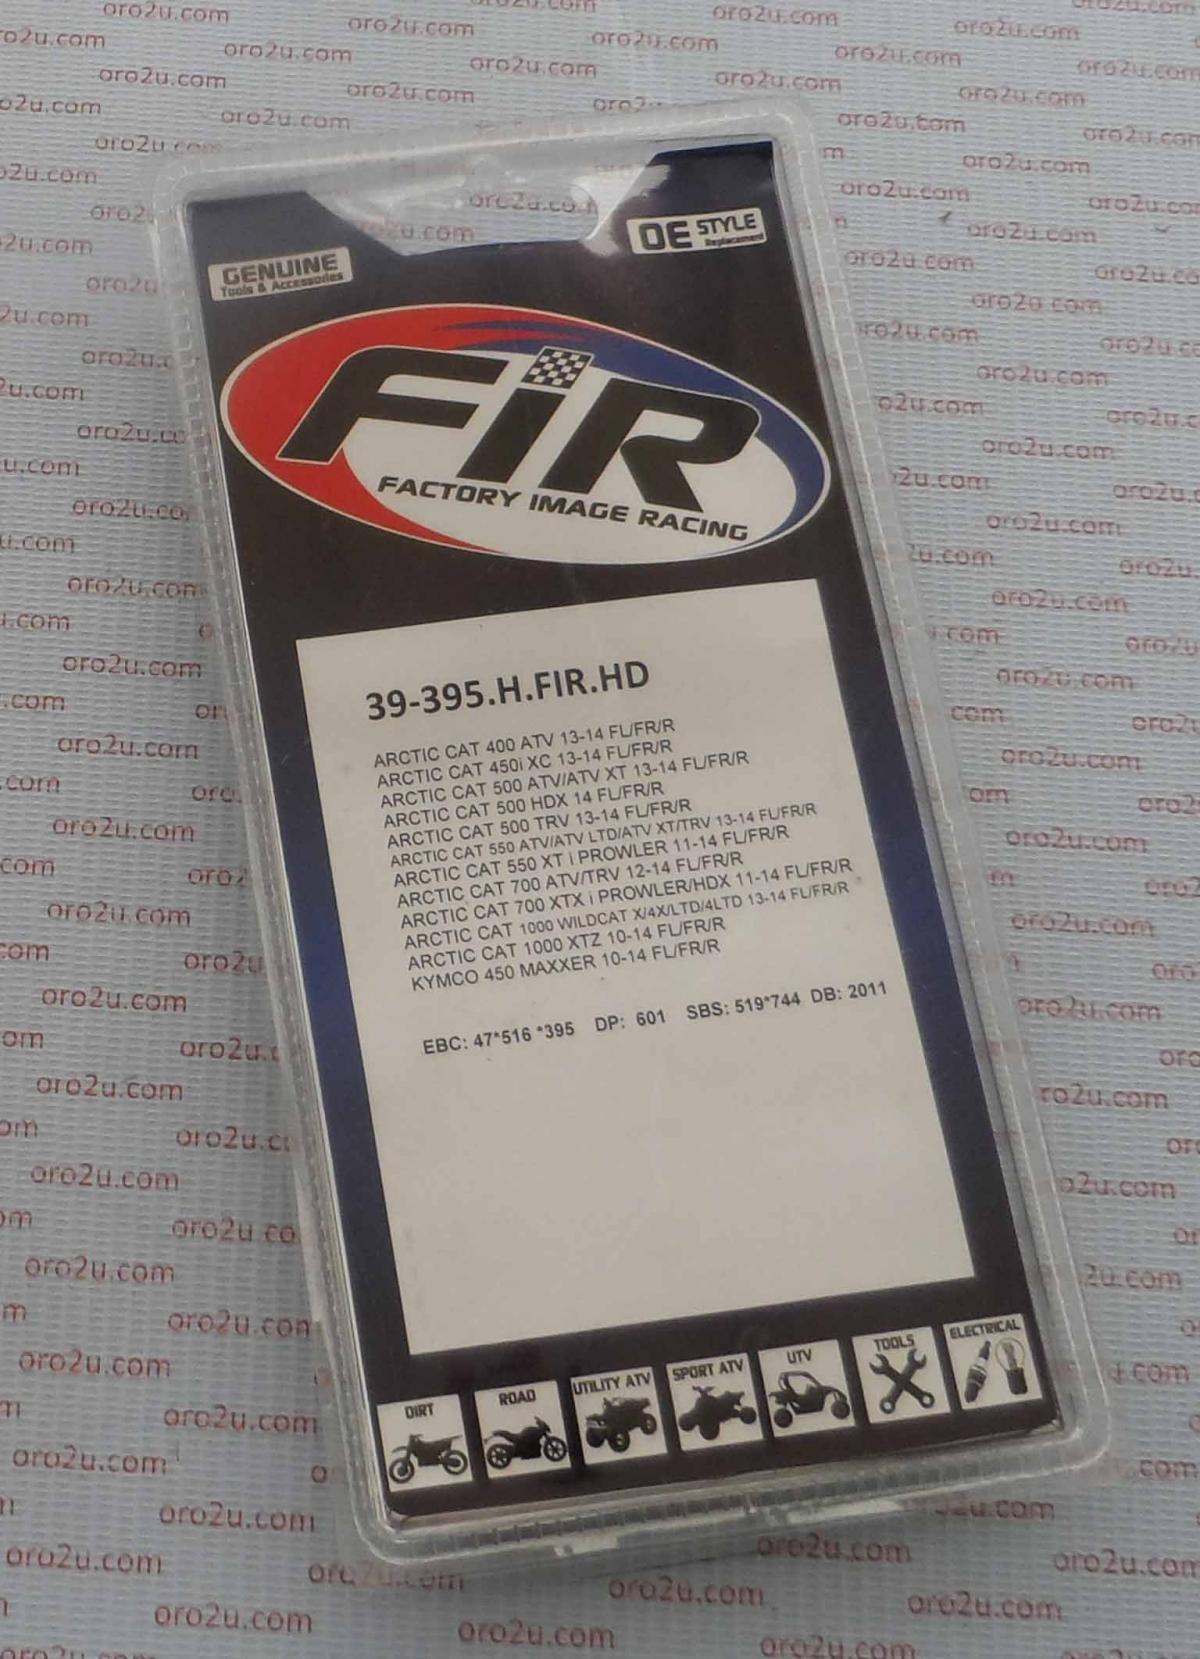 GENUINE
Tools & Accessories
OE STYLE
Replacement
FiR
FACTORY IMAGE RACING
39-395.H.FIR.HD
ARCTIC CAT 400 ATV 13-14 FL/FR/R
ARCTIC CAT 450i XC 13-14 FL/FR/R
ARCTIC CAT 500 ATV/ATV XT 13-14 FL/FR/R
ARCTIC CAT 500 HDX 14 FL/FR/R
ARCTIC CAT 500 TRV 13-14 FL/FR/R
ARCTIC CAT 550 ATV/ATV LTD/ATV XT/TRV 13-14 FL/FR/R
ARCTIC CAT 550 XT i PROWLER 11-14 FL/FR/R
ARCTIC CAT 700 ATV/TRV 12-14 FL/FR/R
ARCTIC CAT 700 XTX i PROWLER/HDX 11-14 FL/FR/R
ARCTIC CAT 1000 WILDCAT X/4X/LTD/4LTD 13-14 FL/FR/R
ARCTIC CAT 1000 XTZ 10-14 FL/FR/R
KYMCO 450 MAXXER 10-14 FL/FR/R
EBC: 47*516 *395 DP: 601 SBS: 519*744 DB: 2011
DIRT ROAD UTILITY ATV SPORT ATV UTV TOOLS ELECTRICAL
oro2u.com